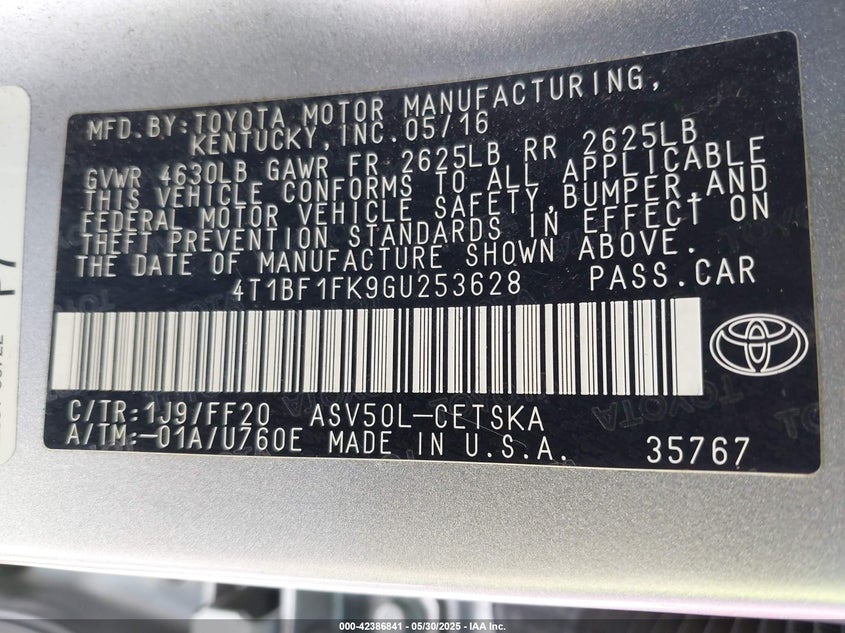 MFD.BY:TOYOTA MOTOR MANUFACTURING,
KENTUCKY,INC.05/16
GVWR 4630LB GAWR FR 2625LB RR 2625LB
THIS VEHICLE CONFORMS TO ALL APPLICABLE
FEDERAL MOTOR VEHICLE SAFETY,BUMPER,AND
THEFT PREVENTION STANDARDS IN EFFECT ON
THE DATE OF MANUFACTURE SHOWN ABOVE.
4T1BF1FK9GU253628 PASS.CAR
C/TR:1J9/FF20 ASV50L-CETSKA
A/TM:-01A/U760E MADE IN U.S.A. 35767
000-42386841 - 05/30/2025 - IAA Inc.